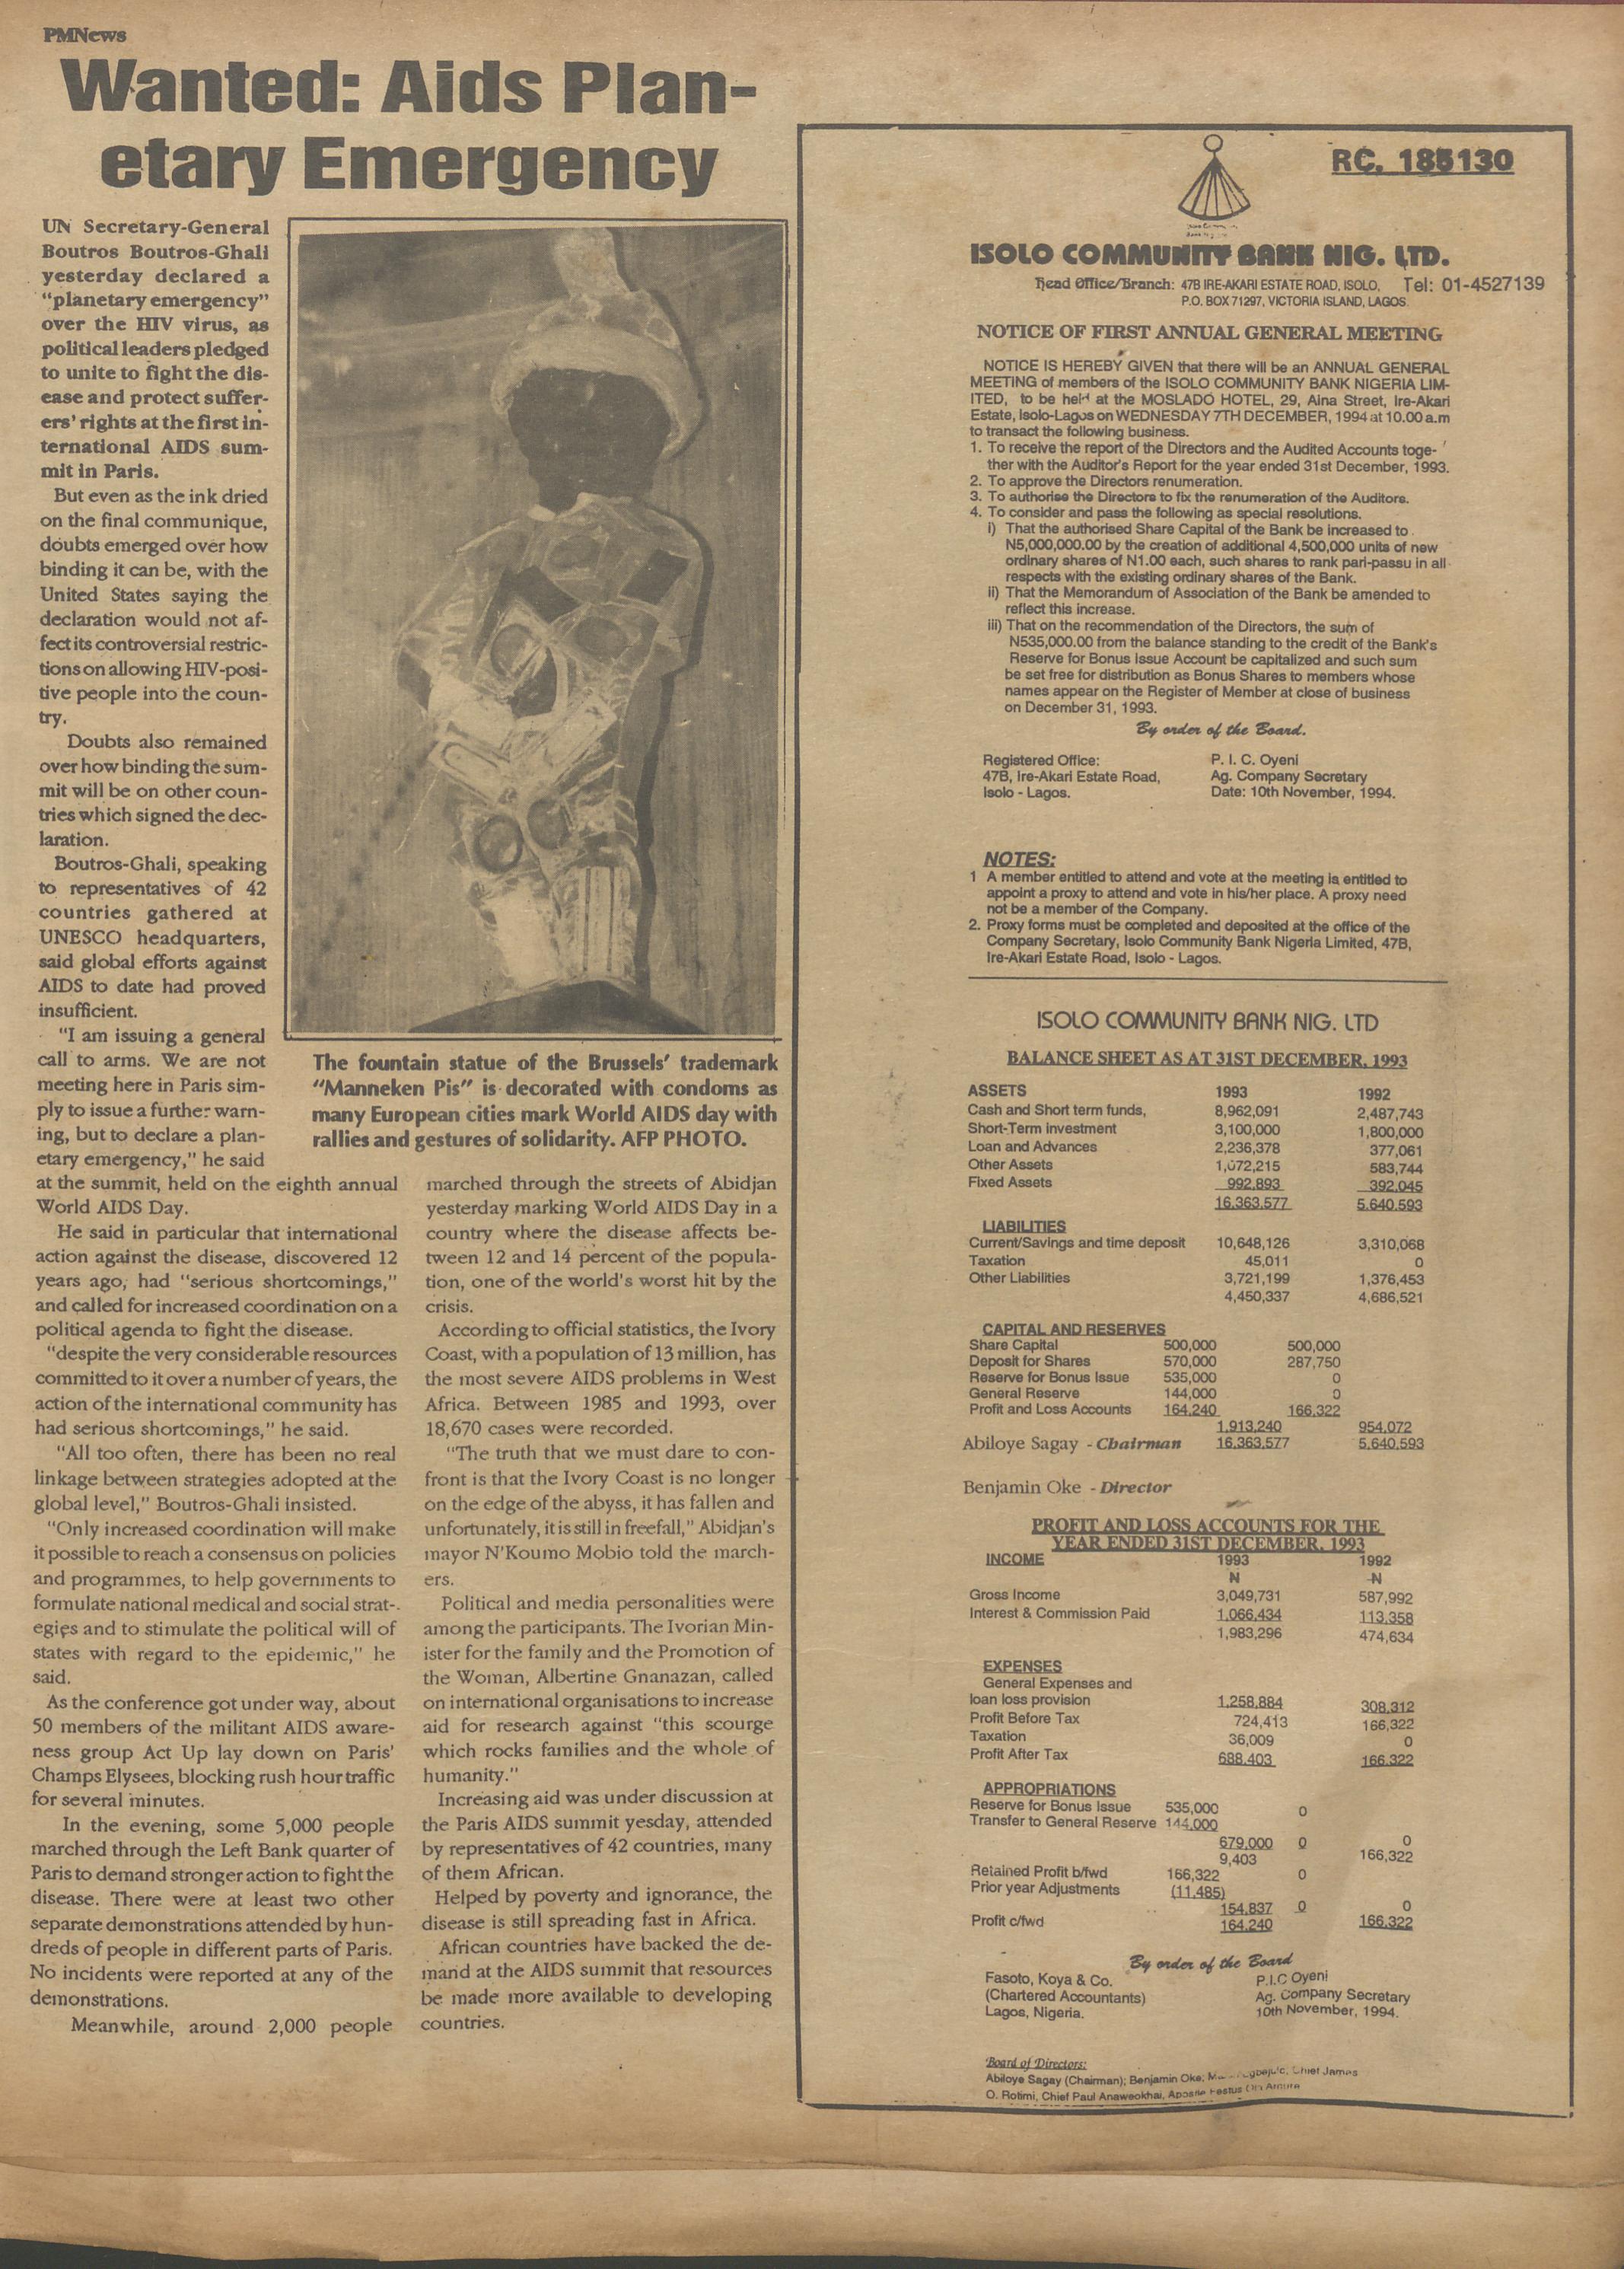 PMNews
Wanted: Aids Plan-
etary Emergency
UN Secretary-General
Boutros Boutros-Ghali
yesterday declared a
"planetary emergency"
over the HIV virus, as
political leaders pledged
to unite to fight the dis-
ease and protect suffer-
ers' rights at the first in-
ternational AIDS sum-
mit in Paris.
But even as the ink dried
on the final communique,
doubts emerged over how
binding it can be, with the
United States saying the
declaration would not af-
fect its controversial restric-
tions on allowing HIV-posi-
tive people into the coun-
try.
Doubts also remained
over how binding the sum-
mit will be on other coun-
tries which signed the dec-
laration.
Boutros-Ghali, speaking
to representatives of 42
countries gathered at
UNESCO headquarters,
said global efforts against
AIDS to date had proved
insufficient.
"I am issuing a general
call to arms. We are not
meeting here in Paris sim-
ply to issue a further warn-
ing, but to declare a plan-
etary emergency," he said
at the summit, held on the eighth annual
World AIDS Day.
He said in particular that international
action against the disease, discovered 12
years ago, had "serious shortcomings,"
and called for increased coordination on a
political agenda to fight the disease.
"despite the very considerable resources
committed to it over a number of years, the
action of the international community has
had serious shortcomings," he said.
"All too often, there has been no real
linkage between strategies adopted at the
global level," Boutros-Ghali insisted.
"Only increased coordination will make
it possible to reach a consensus on policies
and programmes, to help governments to
formulate national medical and social strat-
egies and to stimulate the political will of
states with regard to the epidemic," he
said.
As the conference got under way, about
50 members of the militant AIDS aware-
ness group Act Up lay down on Paris'
Champs Elysees, blocking rush hour traffic
for several minutes.
In the evening, some 5,000 people
marched through the Left Bank quarter of
Paris to demand stronger action to fight the
disease. There were at least two other
separate demonstrations attended by hun-
dreds of people in different parts of Paris.
No incidents were reported at any of the
demonstrations.
Meanwhile, around 2,000 people
The fountain statue of the Brussels' trademark
"Manneken Pis" is decorated with condoms as
many European cities mark World AIDS day with
rallies and gestures of solidarity. AFP PHOTO.
marched through the streets of Abidjan
yesterday marking World AIDS Day in a
country where the disease affects be-
tween 12 and 14 percent of the popula-
tion, one of the world's worst hit by the
crisis.
According to official statistics, the Ivory
Coast, with a population of 13 million, has
the most severe AIDS problems in West
Africa. Between 1985 and 1993, over
18,670 cases were recorded.
"The truth that we must dare to con-
front is that the Ivory Coast is no longer
on the edge of the abyss, it has fallen and
unfortunately, it is still in freefall," Abidjan's
mayor N'Koumo Mobio told the march-
ers.
Political and media personalities were
among the participants. The Ivorian Min-
ister for the family and the Promotion of
the Woman, Albertine Gnanazan, called
on international organisations to increase
aid for research against "this scourge
which rocks families and the whole of
humanity."
Increasing aid was under discussion at
the Paris AIDS summit yesday, attended
by representatives of 42 countries, many
of them African.
Helped by poverty and ignorance, the
disease is still spreading fast in Africa.
African countries have backed the de-
mand at the AIDS summit that resources
be made more available to developing
countries.
RC. 185130
ISOLO COMMUNITY BANK NIG. LTD.
Head Office/Branch: 47B IRE-AKARI ESTATE ROAD, ISOLO, Tel: 01-4527139
P.O. BOX 71297, VICTORIA ISLAND, LAGOS.
NOTICE OF FIRST ANNUAL GENERAL MEETING
NOTICE IS HEREBY GIVEN that there will be an ANNUAL GENERAL
MEETING of members of the ISOLO COMMUNITY BANK NIGERIA LIM-
ITED, to be held at the MOSLADO HOTEL, 29, Aina Street, Ire-Akari
Estate, Isolo-Lagos on WEDNESDAY 7TH DECEMBER, 1994 at 10.00 a.m
to transact the following business.
1. To receive the report of the Directors and the Audited Accounts toge-
ther with the Auditor's Report for the year ended 31st December, 1993.
2. To approve the Directors renumeration.
3. To authorise the Directors to fix the renumeration of the Auditors.
4. To consider and pass the following as special resolutions.
i) That the authorised Share Capital of the Bank be increased to
N5,000,000.00 by the creation of additional 4,500,000 units of new
ordinary shares of N1.00 each, such shares to rank pari-passu in all
respects with the existing ordinary shares of the Bank.
ii) That the Memorandum of Association of the Bank be amended to
reflect this increase.
iii) That on the recommendation of the Directors, the sum of
N535,000.00 from the balance standing to the credit of the Bank's
Reserve for Bonus Issue Account be capitalized and such sum
be set free for distribution as Bonus Shares to members whose
names appear on the Register of Member at close of business
on December 31, 1993.
By order of the Board.
Registered Office: P. I. C. Oyeni
47B, Ire-Akari Estate Road, Ag. Company Secretary
Isolo - Lagos. Date: 10th November, 1994.
NOTES:
1 A member entitled to attend and vote at the meeting is entitled to
appoint a proxy to attend and vote in his/her place. A proxy need
not be a member of the Company.
2. Proxy forms must be completed and deposited at the office of the
Company Secretary, Isolo Community Bank Nigeria Limited, 47B,
Ire-Akari Estate Road, Isolo - Lagos.
ISOLO COMMUNITY BANK NIG. LTD
BALANCE SHEET AS AT 31ST DECEMBER, 1993
ASSETS 1993 1992
Cash and Short term funds, 8,962,091 2,487,743
Short-Term investment 3,100,000 1,800,000
Loan and Advances 2,236,378 377,061
Other Assets 1,072,215 583,744
Fixed Assets 992,893 392,045
16,363,577 5,640,593
LIABILITIES
Current/Savings and time deposit 10,648,126 3,310,068
Taxation 45,011 0
Other Liabilities 3,721,199 1,376,453
4,450,337 4,686,521
CAPITAL AND RESERVES
Share Capital 500,000 500,000
Deposit for Shares 570,000 287,750
Reserve for Bonus Issue 535,000 0
General Reserve 144,000 0
Profit and Loss Accounts 164,240 166,322
1,913,240 954,072
Abiloye Sagay - Chairman 16,363,577 5,640,593
Benjamin Oke - Director
PROFIT AND LOSS ACCOUNTS FOR THE
YEAR ENDED 31ST DECEMBER, 1993
INCOME 1993 1992
N N
Gross Income 3,049,731 587,992
Interest & Commission Paid 1,066,434 113,358
1,983,296 474,634
EXPENSES
General Expenses and
loan loss provision 1,258,884 308,312
Profit Before Tax 724,413 166,322
Taxation 36,009 0
Profit After Tax 688,403 166,322
APPROPRIATIONS
Reserve for Bonus Issue 535,000 0
Transfer to General Reserve 144,000
679,000 0 0
9,403 166,322
Retained Profit b/fwd 166,322 0
Prior year Adjustments (11,485)
154,837 0 0
Profit c/fwd 164,240 166,322
By order of the Board
Fasoto, Koya & Co. P.I.C Oyeni
(Chartered Accountants) Ag. Company Secretary
Lagos, Nigeria. 10th November, 1994.
Board of Directors:
Abiloye Sagay (Chairman); Benjamin Oke; Chief James
O. Rotimi, Chief Paul Anaweokhai, Apostle Festus